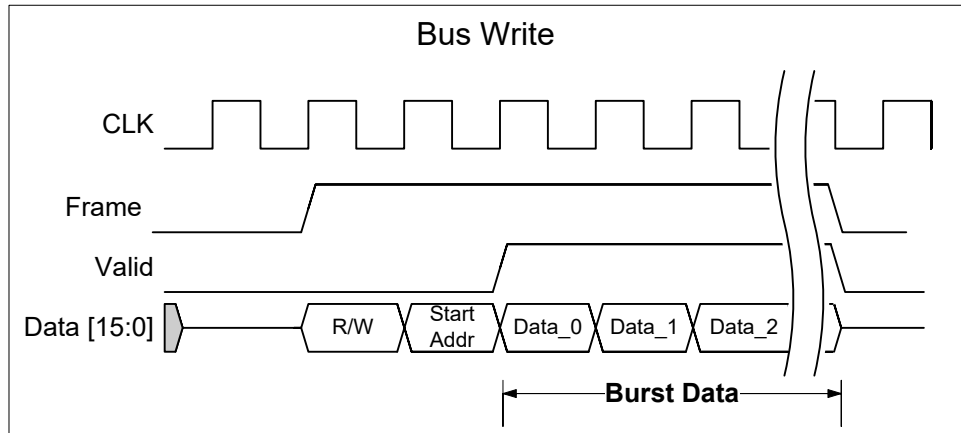 Bus Write
CLK
Frame
Valid
Data [15:0]
R/W
Start
Addr
Data_0
Data_1
Data_2
Burst Data